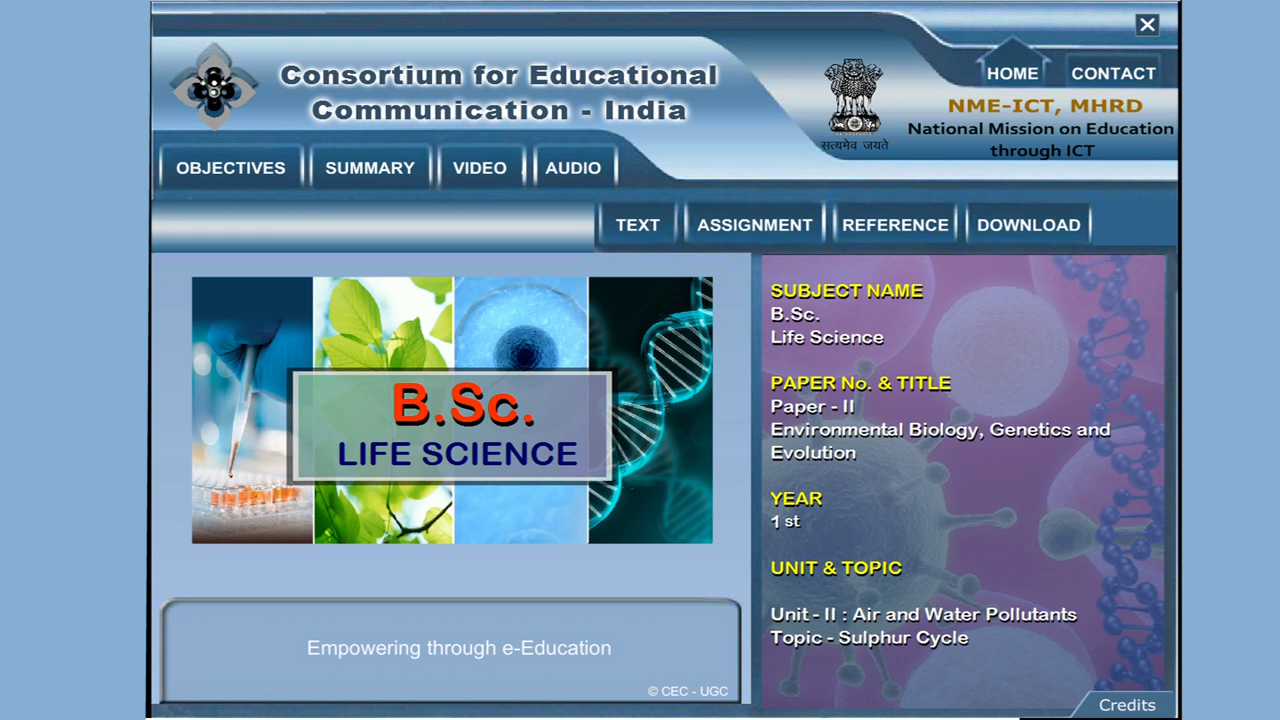 HOME
CONTACT
Consortium for Educational
Communication - India
NME-ICT, MHRD
National Mission on Education
through ICT
सत्यमेव जयते
OBJECTIVES
SUMMARY
VIDEO
AUDIO
TEXT
ASSIGNMENT
REFERENCE
DOWNLOAD
B.Sc.
LIFE SCIENCE
Empowering through e-Education
© CEC - UGC
SUBJECT NAME
B.Sc.
Life Science
PAPER No. & TITLE
Paper - II
Environmental Biology, Genetics and
Evolution
YEAR
1 st
UNIT & TOPIC
Unit - II : Air and Water Pollutants
Topic - Sulphur Cycle
Credits